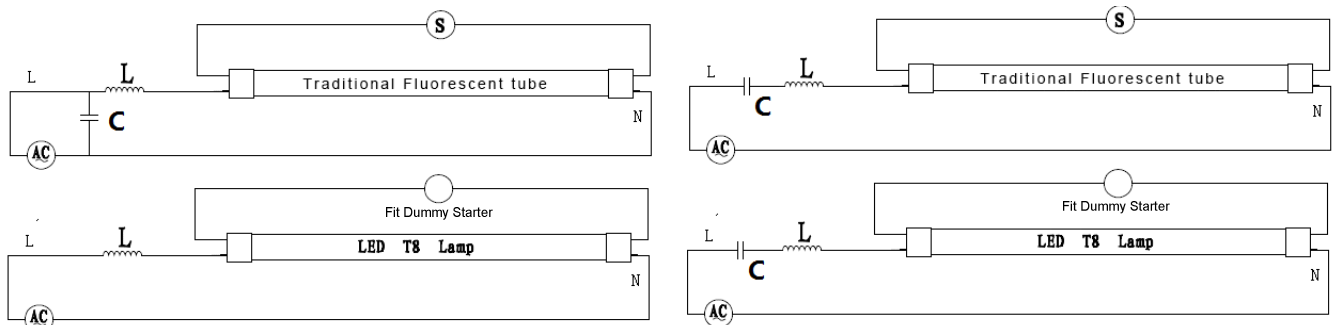 S
L
L
Traditional Fluorescent tube
C
N
AC
S
L
L
Traditional Fluorescent tube
C
N
AC
Fit Dummy Starter
L
L
LED T8 Lamp
N
AC
Fit Dummy Starter
L
L
LED T8 Lamp
C
N
AC